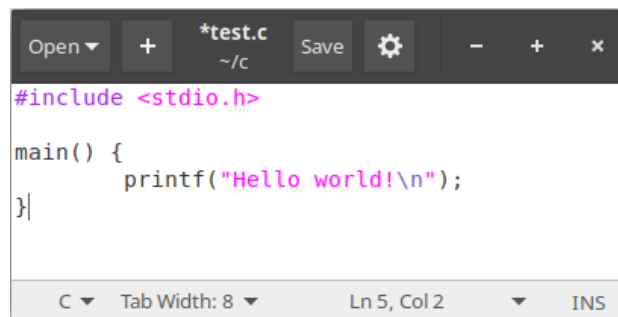 Open
+
*test.c
~/c
Save
- + ×
#include <stdio.h>

main() {
        printf("Hello world!\n");
}
C Tab Width: 8 Ln 5, Col 2 INS